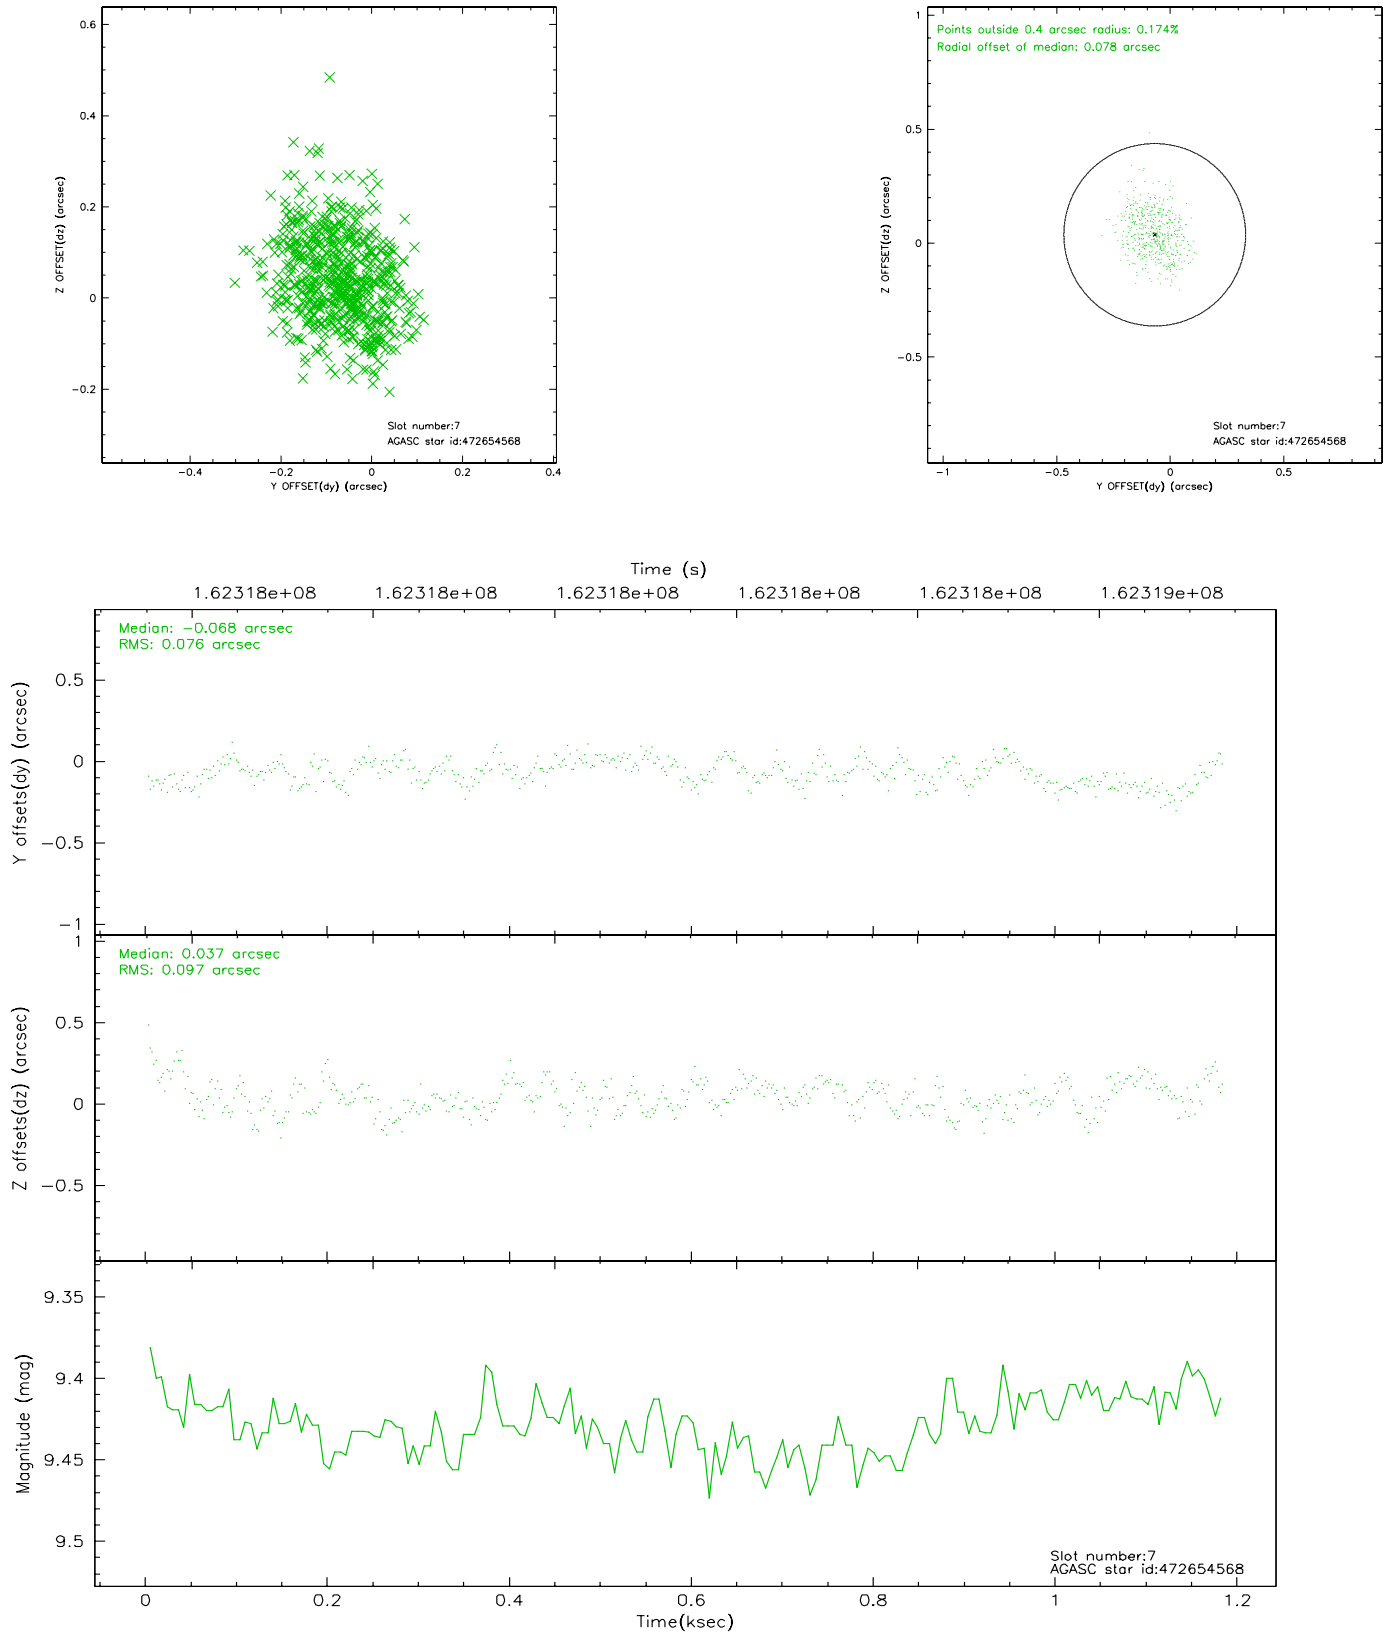 0.6
0.4
0.2
0
−0.2
Z OFFSET(dz) (arcsec)
Slot number:7
AGASC star id:472654568
−0.4
−0.2
0
0.2
0.4
Y OFFSET(dy) (arcsec)
1
0.5
0
−0.5
Z OFFSET(dz) (arcsec)
Points outside 0.4 arcsec radius: 0.174%
Radial offset of median: 0.078 arcsec
Slot number:7
AGASC star id:472654568
−1
−0.5
0
0.5
Y OFFSET(dy) (arcsec)
Time (s)
1.62318e+08
1.62318e+08
1.62318e+08
1.62318e+08
1.62318e+08
1.62319e+08
Median: −0.068 arcsec
RMS: 0.076 arcsec
0.5
0
−0.5
−1
Y offsets(dy) (arcsec)
Median: 0.037 arcsec
RMS: 0.097 arcsec
1
0.5
0
−0.5
Z offsets(dz) (arcsec)
9.35
9.4
9.45
9.5
Magnitude (mag)
Slot number:7
AGASC star id:472654568
0
0.2
0.4
0.6
0.8
1
1.2
Time(ksec)